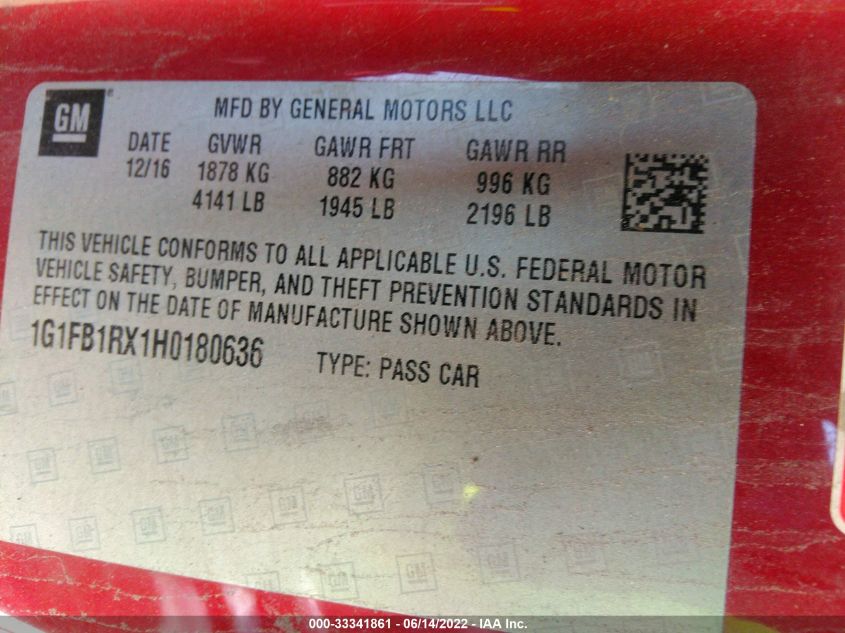 GM
MFD BY GENERAL MOTORS LLC
DATE GVWR GAWR FRT GAWR RR
12/16 1878 KG 882 KG 996 KG
4141 LB 1945 LB 2196 LB
THIS VEHICLE CONFORMS TO ALL APPLICABLE U.S. FEDERAL MOTOR
VEHICLE SAFETY, BUMPER, AND THEFT PREVENTION STANDARDS IN
EFFECT ON THE DATE OF MANUFACTURE SHOWN ABOVE.
1G1FB1RX1H0180636 TYPE: PASS CAR
000-33341861 - 06/14/2022 - IAA Inc.